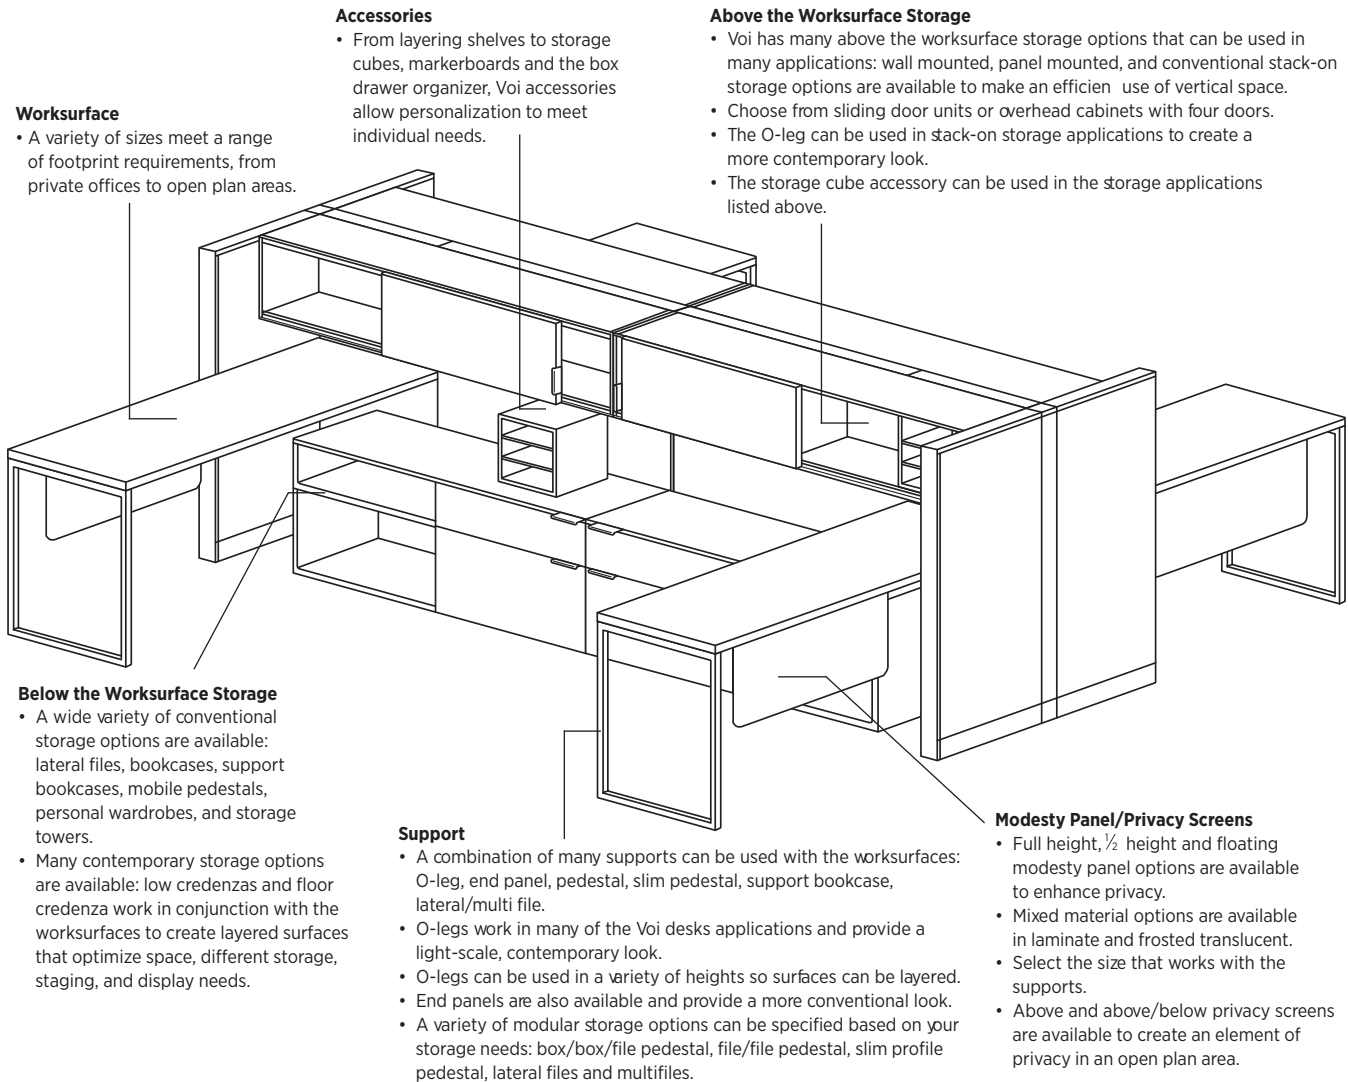 Accessories
• From layering shelves to storage
cubes, markerboards and the box
drawer organizer, Voi accessories
allow personalization to meet
individual needs.
Above the Worksurface Storage
• Voi has many above the worksurface storage options that can be used in
many applications: wall mounted, panel mounted, and conventional stack-on
storage options are available to make an efficien use of vertical space.
• Choose from sliding door units or overhead cabinets with four doors.
• The O-leg can be used in stack-on storage applications to create a
more contemporary look.
• The storage cube accessory can be used in the storage applications
listed above.
Worksurface
• A variety of sizes meet a range
of footprint requirements, from
private offices to open plan areas.
Below the Worksurface Storage
• A wide variety of conventional
storage options are available:
lateral files, bookcases, support
bookcases, mobile pedestals,
personal wardrobes, and storage
towers.
• Many contemporary storage options
are available: low credenzas and floor
credenza work in conjunction with the
worksurfaces to create layered surfaces
that optimize space, different storage,
staging, and display needs.
Support
• A combination of many supports can be used with the worksurfaces:
O-leg, end panel, pedestal, slim pedestal, support bookcase,
lateral/multi file.
• O-legs work in many of the Voi desks applications and provide a
light-scale, contemporary look.
• O-legs can be used in a variety of heights so surfaces can be layered.
• End panels are also available and provide a more conventional look.
• A variety of modular storage options can be specified based on your
storage needs: box/box/file pedestal, file/file pedestal, slim profile
pedestal, lateral files and multifiles.
Modesty Panel/Privacy Screens
• Full height, ½ height and floating
modesty panel options are available
to enhance privacy.
• Mixed material options are available
in laminate and frosted translucent.
• Select the size that works with the
supports.
• Above and above/below privacy screens
are available to create an element of
privacy in an open plan area.